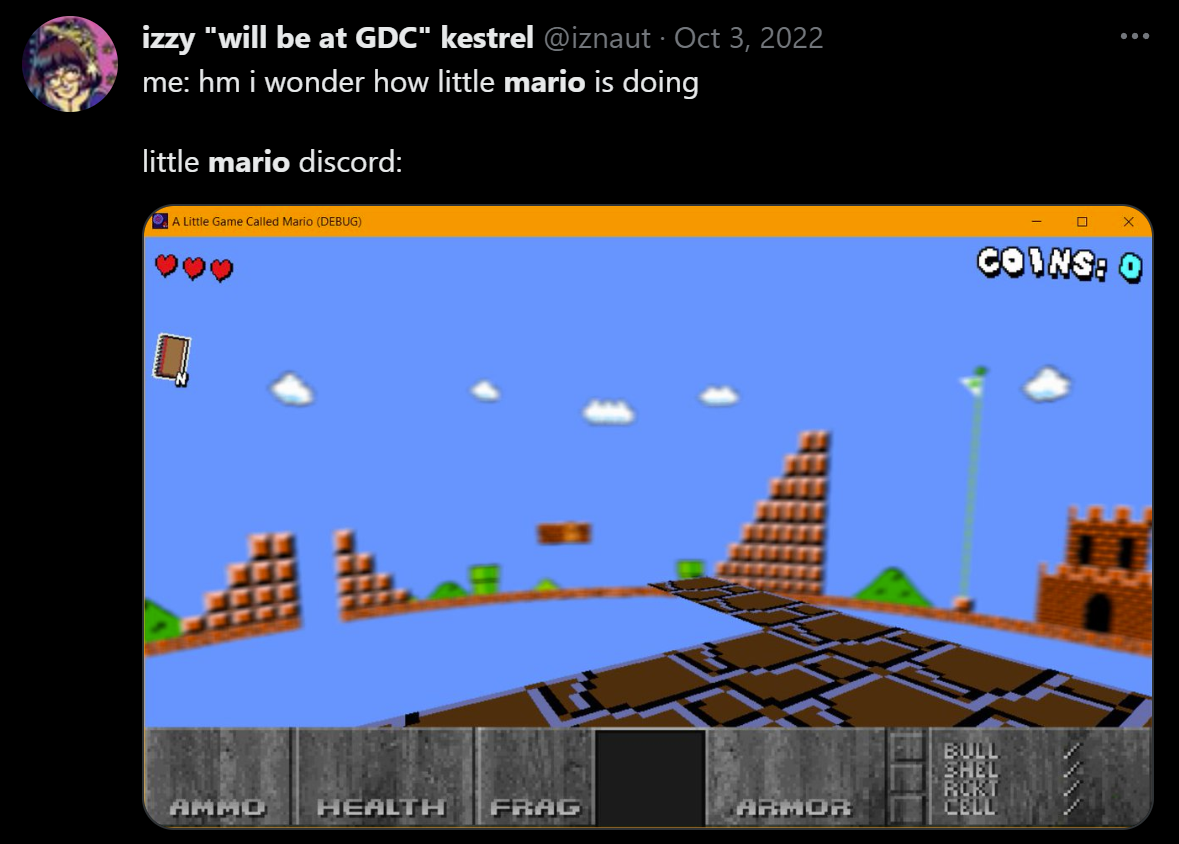 izzy "will be at GDC" kestrel @iznaut · Oct 3, 2022
me: hm i wonder how little mario is doing
little mario discord:
A Little Game Called Mario (DEBUG)
COINS: 0
N
AMMO HEALTH FRAG ARMOR
BULL /
SHEL /
RCKT /
CELL /